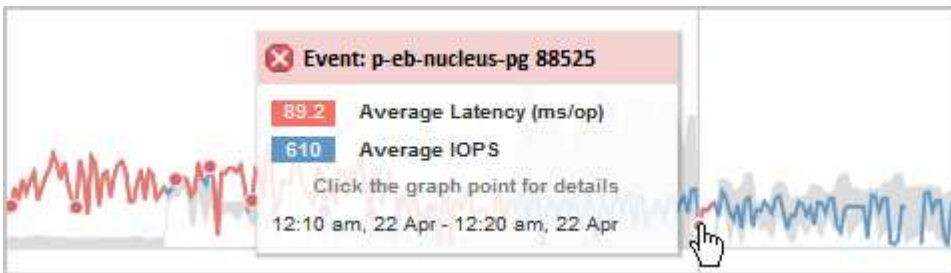 Event: p-eb-nucleus-pg 88525
89.2 Average Latency (ms/op)
610 Average IOPS
Click the graph point for details
12:10 am, 22 Apr - 12:20 am, 22 Apr